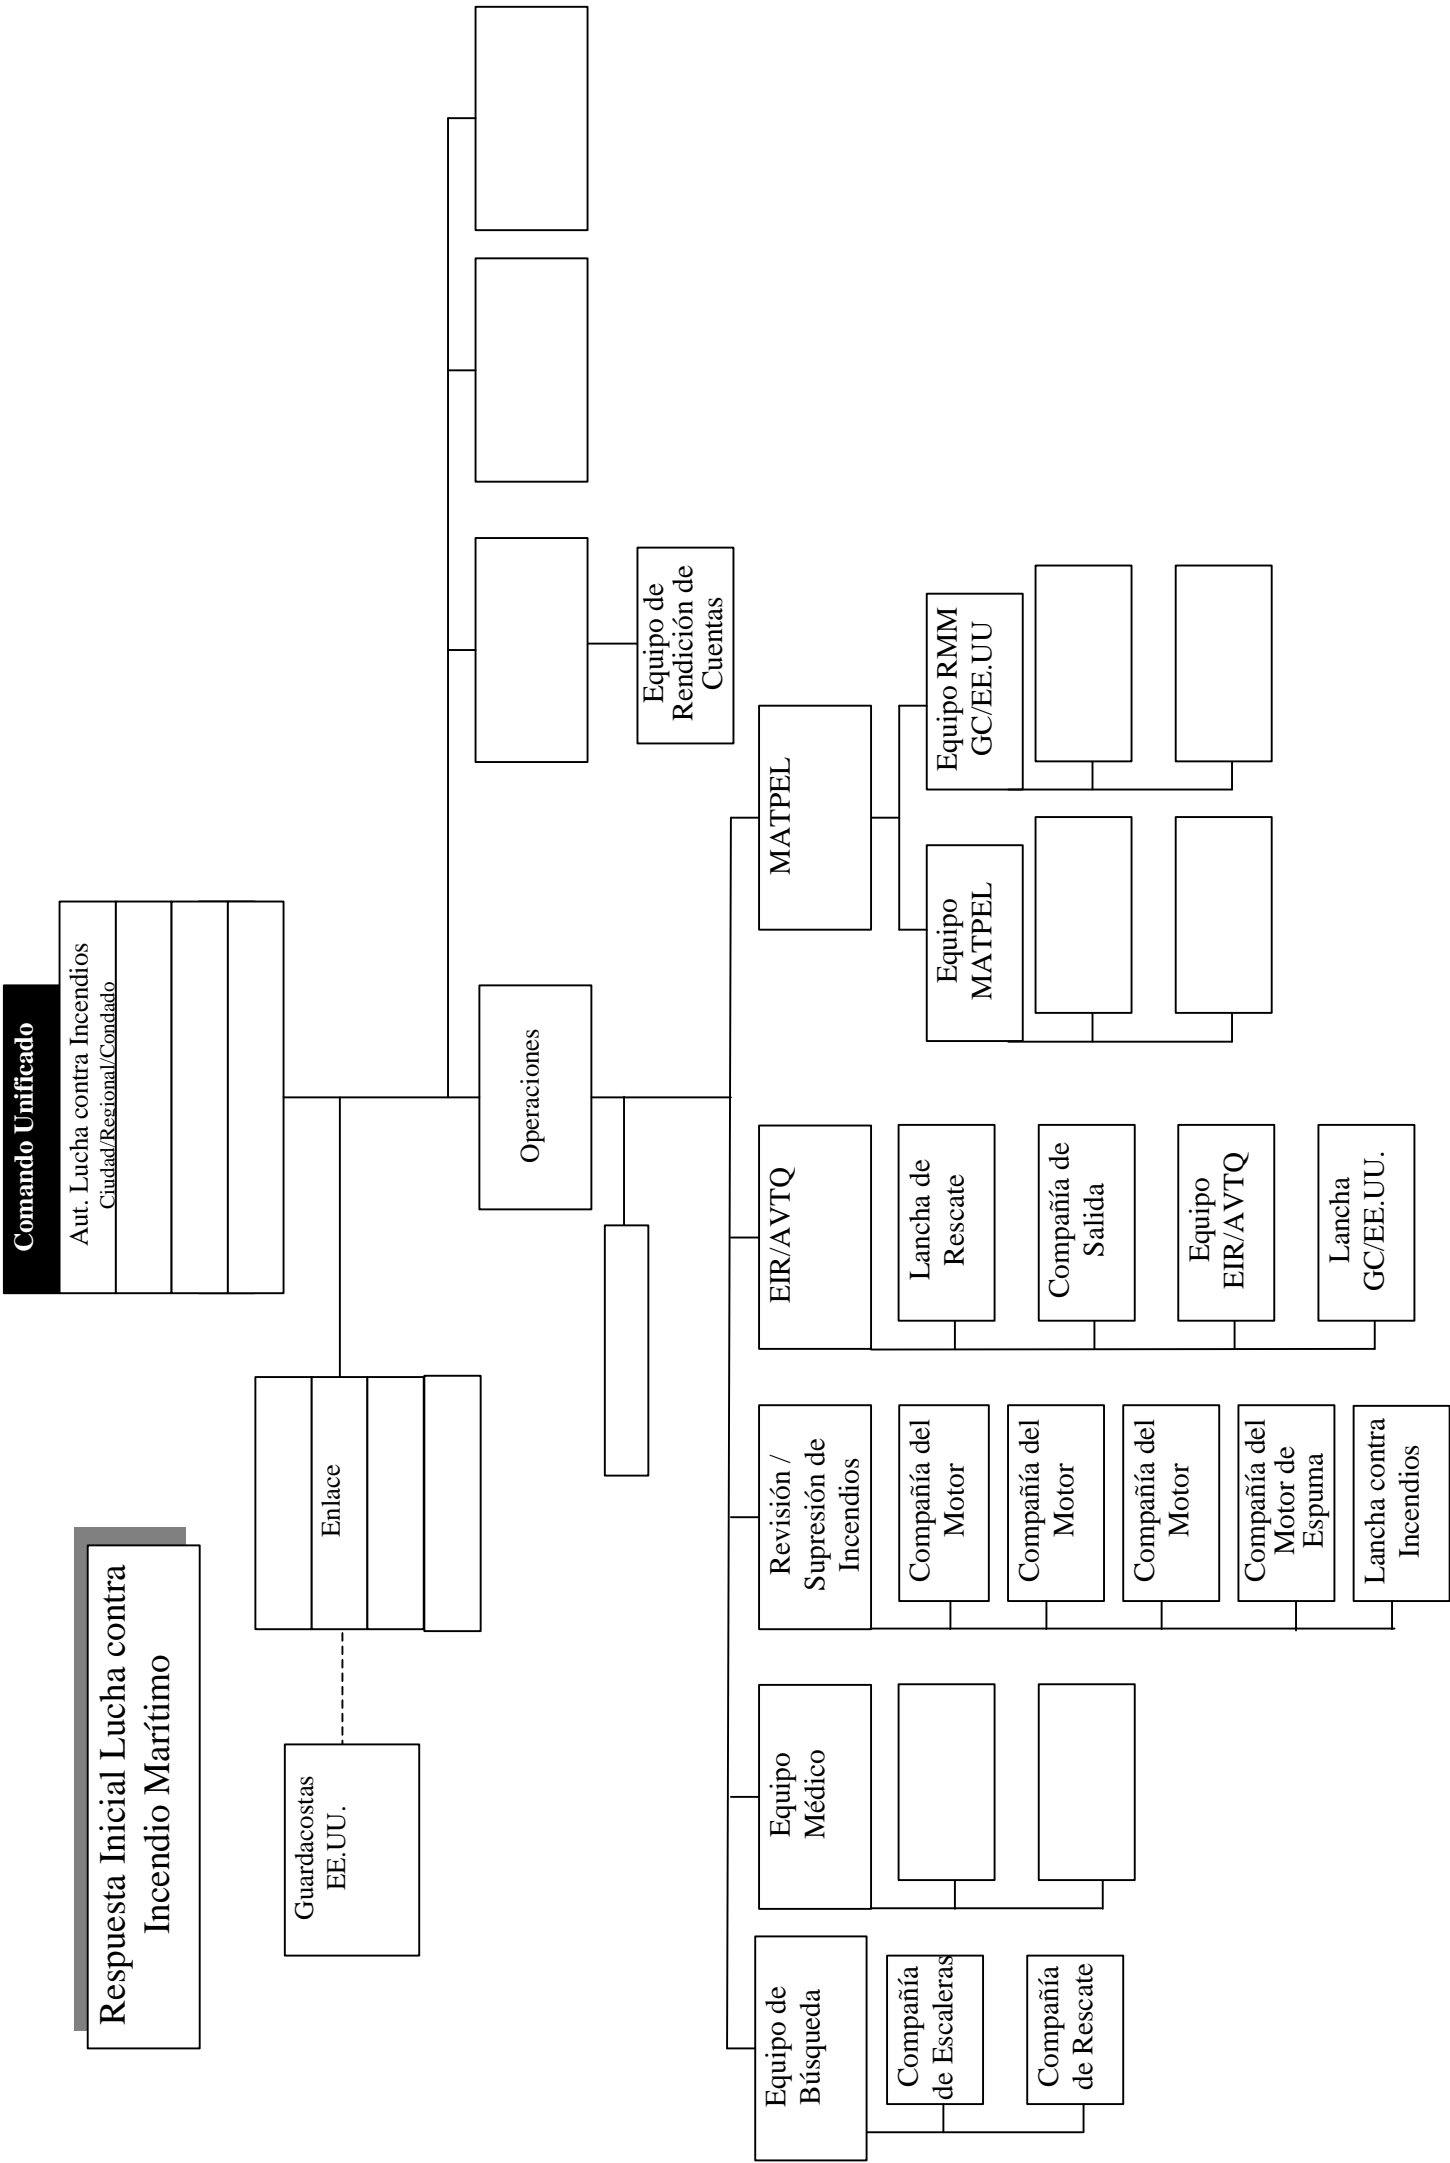 Respuesta Inicial Lucha contra
Incendio Marítimo
Comando Unificado
Aut. Lucha contra Incendios
Ciudad/Regional/Condado
Guardacostas
EE.UU.
Enlace
Operaciones
Equipo de
Rendición de
Cuentas
Equipo de
Búsqueda
Compañía
de Escaleras
Compañía
de Rescate
Equipo
Médico
Revisión /
Supresión de
Incendios
Compañía del
Motor
Compañía del
Motor
Compañía del
Motor
Compañía del
Motor de
Espuma
Lancha contra
Incendios
EIR/AVTQ
Lancha de
Rescate
Compañía de
Salida
Equipo
EIR/AVTQ
Lancha
GC/EE.UU.
MATPEL
Equipo
MATPEL
Equipo RMM
GC/EE.UU